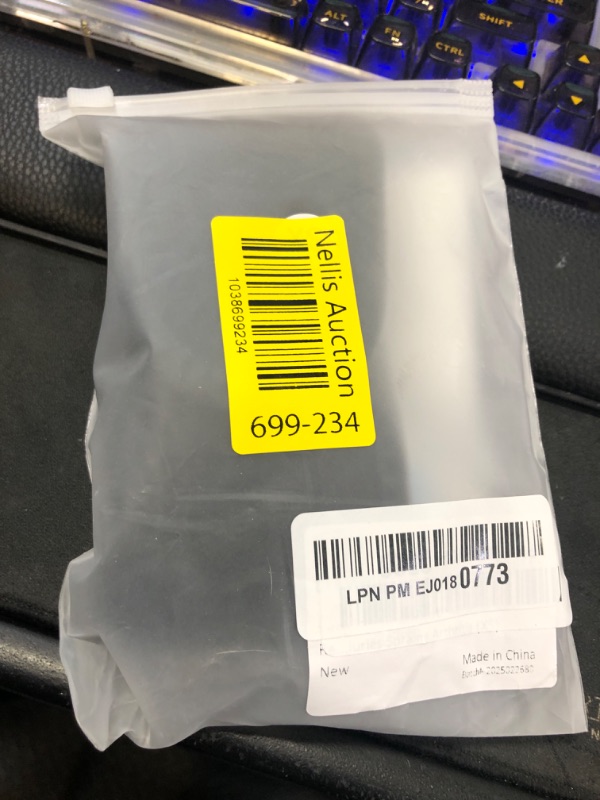 ALT
FN
CTRL
SHIFT
Nellis Auction
1038699234
699-234
LPN PM EJ0180773
New
Made in China